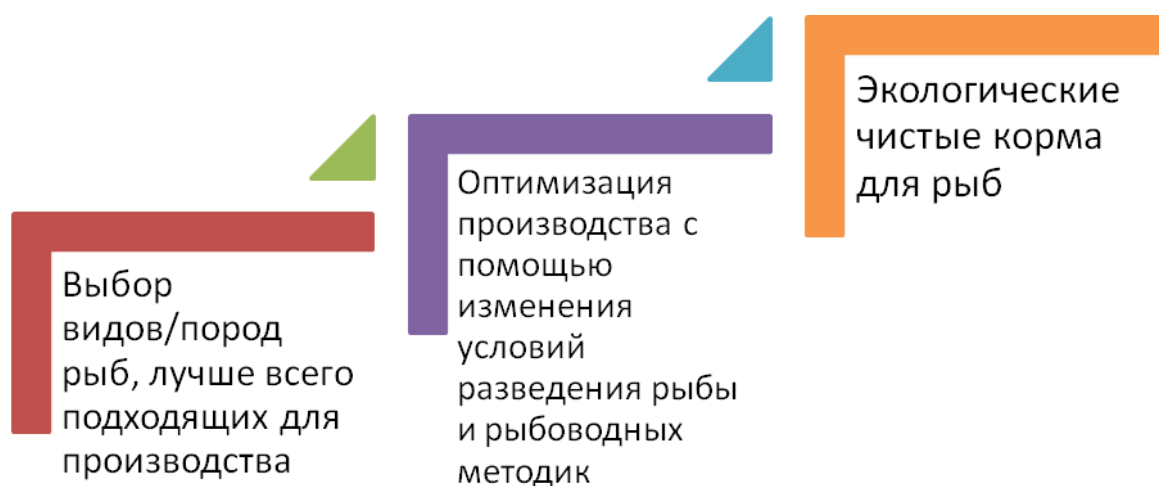 Выбор
видов/пород
рыб, лучше всего
подходящих для
производства
Оптимизация
производства с
помощью
изменения
условий
разведения рыбы
и рыбоводных
методик
Экологические
чистые корма
для рыб